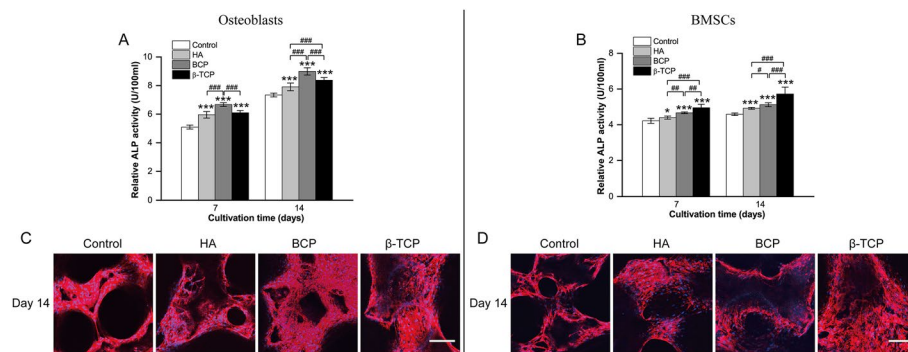 Osteoblasts
BMSCs
A
Control
HA
BCP
β-TCP
Relative ALP activity (U/100ml)
10
8
6
4
2
0
***
***
***
###
###
***
***
***
###
###
###
7
14
Cultivation time (days)
B
Control
HA
BCP
β-TCP
Relative ALP activity (U/100ml)
8
6
4
2
0
*
***
***
##
##
###
***
***
***
#
###
###
7
14
Cultivation time (days)
C
Control HA BCP β-TCP
Day 14
D
Control HA BCP β-TCP
Day 14